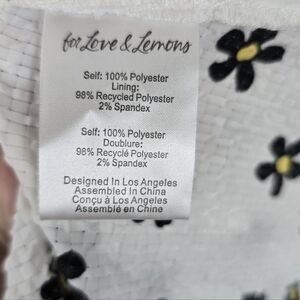 for Love & Lemons
Self: 100% Polyester
Lining:
98% Recycled Polyester
2% Spandex
Self: 100% Polyester
Doublure:
98% Recyclé Polyester
2% Spandex
Designed In Los Angeles
Assembled In China
Conçu à Los Angeles
Assemblé en Chine